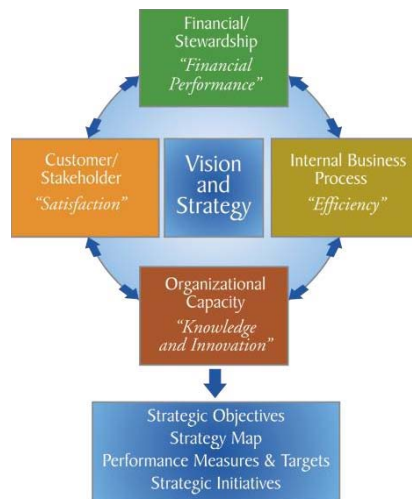 Financial/
Stewardship
“Financial
Performance”
Customer/
Stakeholder
“Satisfaction”
Vision
and
Strategy
Internal Business
Process
“Efficiency”
Organizational
Capacity
“Knowledge
and Innovation”
Strategic Objectives
Strategy Map
Performance Measures & Targets
Strategic Initiatives